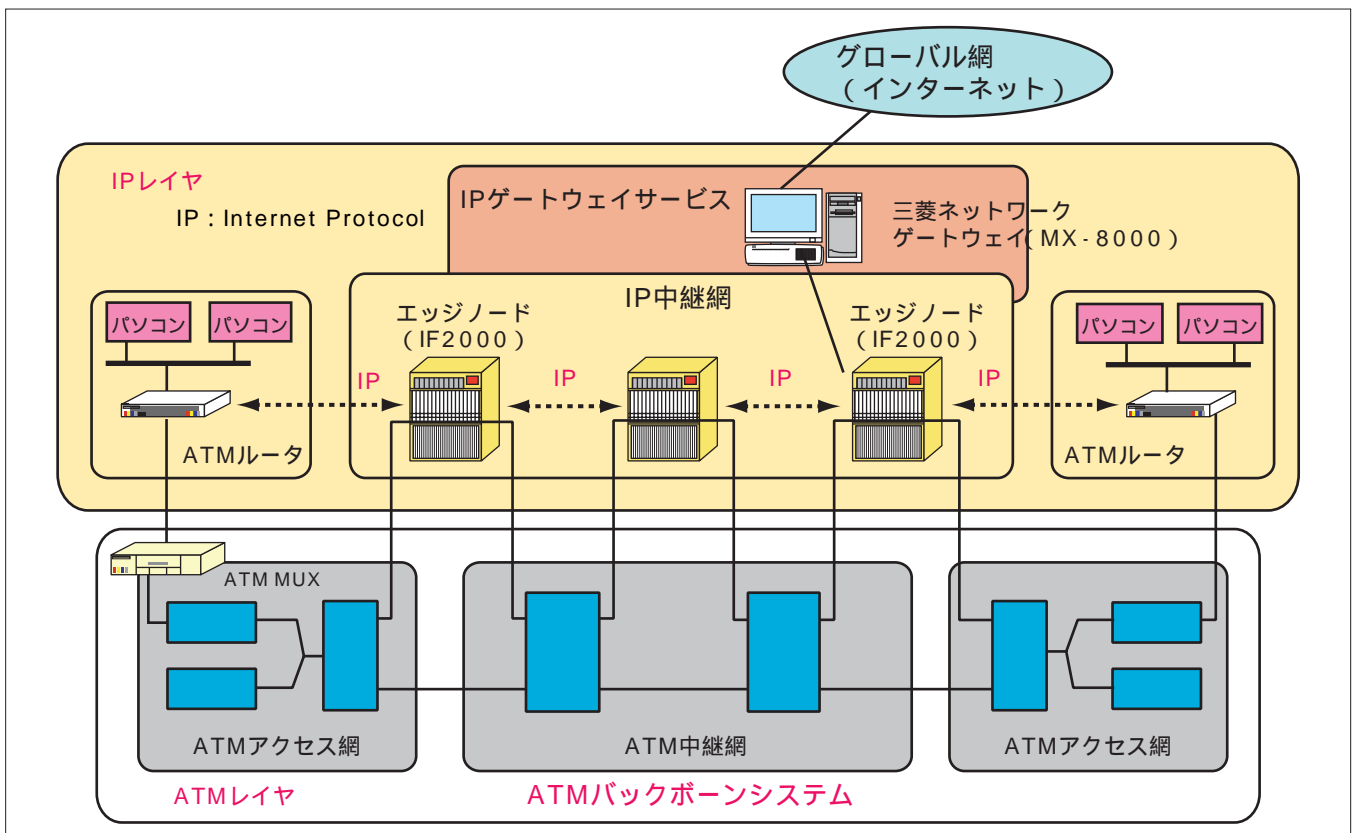 グローバル網
（インターネット）
IPレイヤ
IP：Internet Protocol
IPゲートウェイサービス
三菱ネットワーク
ゲートウェイ（MX-8000）
IP中継網
エッジノード
（IF2000）
エッジノード
（IF2000）
パソコン
パソコン
パソコン
パソコン
IP
IP
IP
IP
ATMルータ
ATMルータ
ATM MUX
ATMアクセス網
ATM中継網
ATMアクセス網
ATMレイヤ
ATMバックボーンシステム